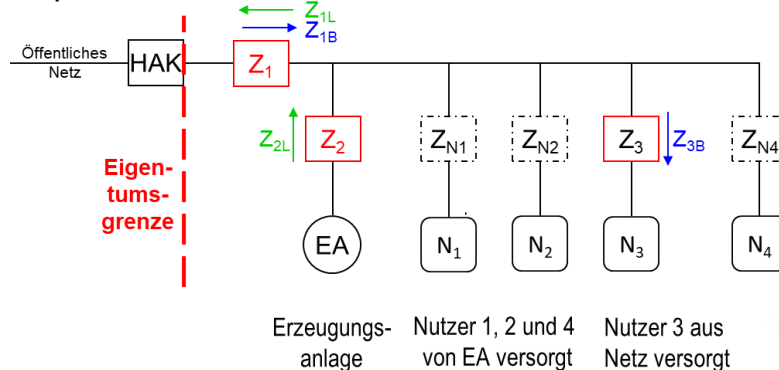 Z1L
Z1B
Öffentliches
Netz
HAK
Z1
Z2L
Z2
ZN1
ZN2
Z3
Z3B
ZN4
Eigen-
tums-
grenze
EA
N1
N2
N3
N4
Erzeugungs-
anlage
Nutzer 1, 2 und 4
von EA versorgt
Nutzer 3 aus
Netz versorgt